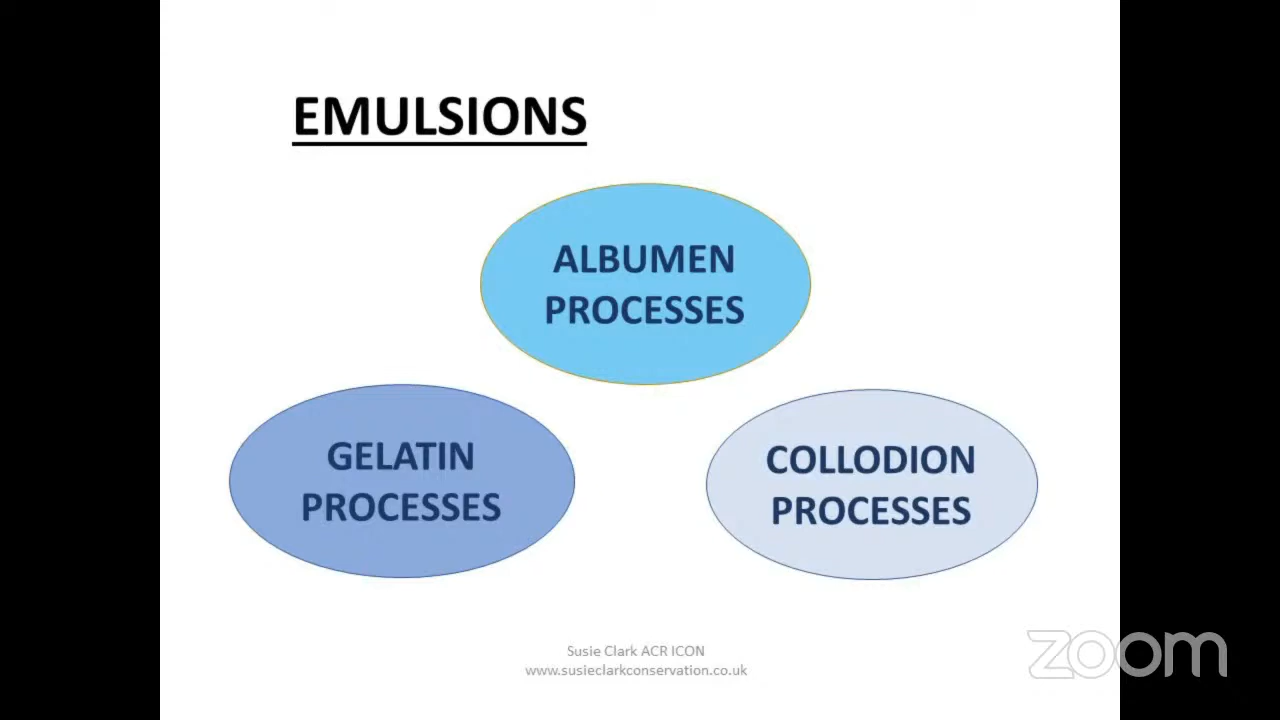 EMULSIONS
ALBUMEN
PROCESSES
GELATIN
PROCESSES
COLLODION
PROCESSES
Susie Clark ACR ICON
www.susieclarkconservation.co.uk
zoom